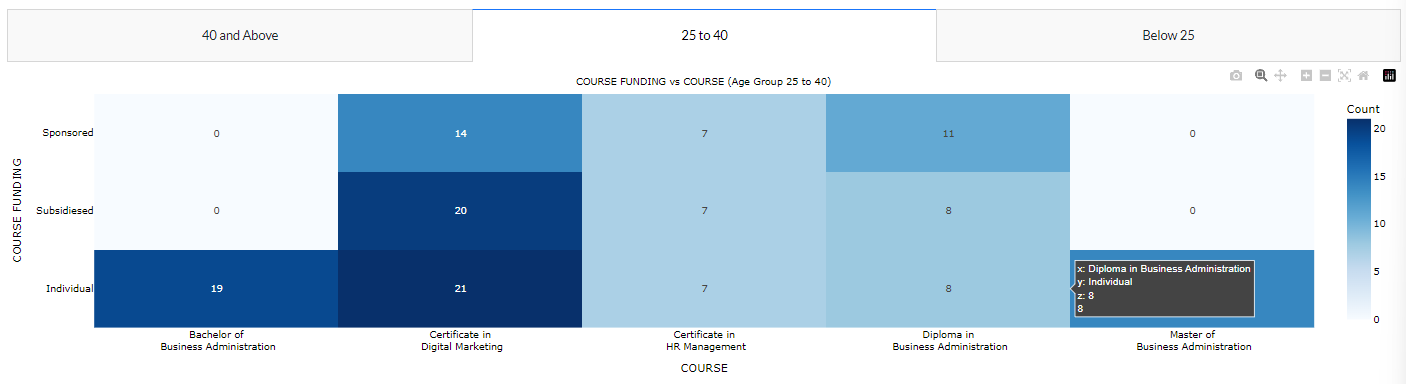 40 and Above
25 to 40
Below 25
COURSE FUNDING vs COURSE (Age Group 25 to 40)
Count
COURSE FUNDING
Sponsored
0
14
7
11
0
Subsidiesed
0
20
7
8
0
Individual
19
21
7
8
x: Diploma in Business Administration
y: Individual
z: 8
8
20
15
10
5
0
Bachelor of
Business Administration
Certificate in
Digital Marketing
Certificate in
HR Management
Diploma in
Business Administration
Master of
Business Administration
COURSE